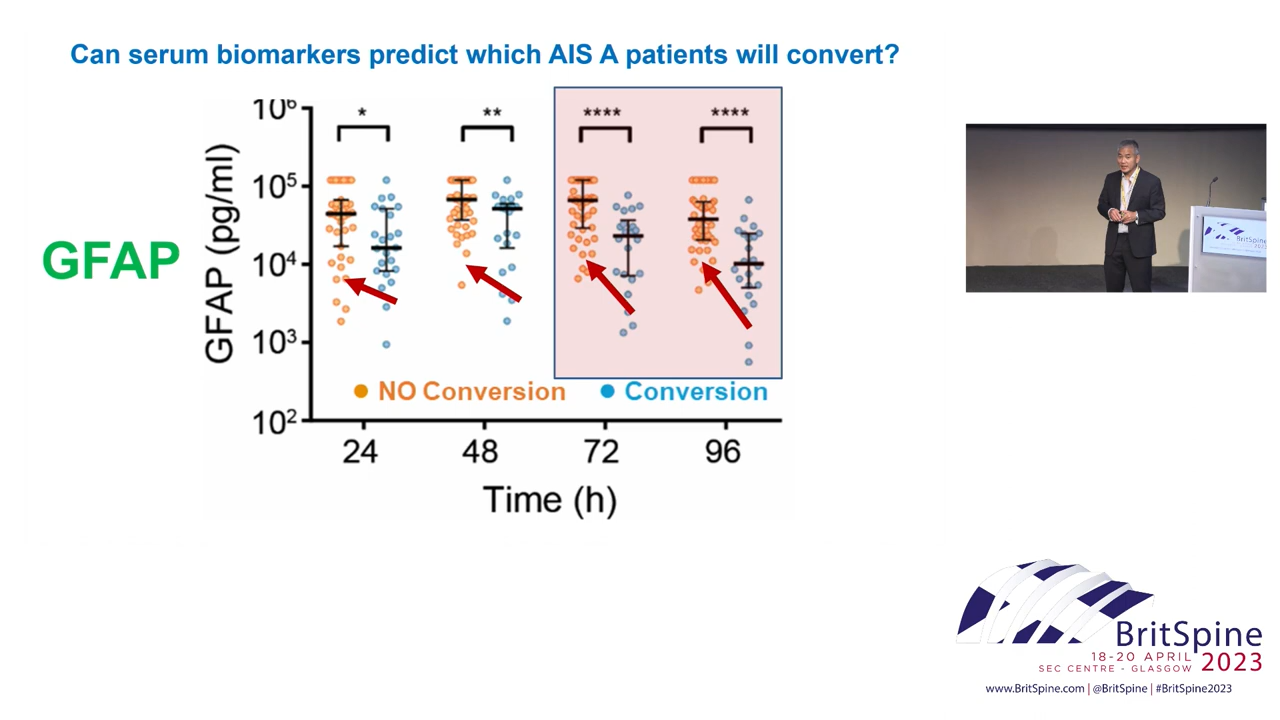 Can serum biomarkers predict which AIS A patients will convert?
GFAP
GFAP (pg/ml)
10⁶
10⁵
10⁴
10³
10²
*
**
****
****
NO Conversion
Conversion
24
48
72
96
Time (h)
BritSpine
2023
BritSpine
18-20 APRIL
SEC CENTRE - GLASGOW
2023
www.BritSpine.com | @BritSpine | #BritSpine2023